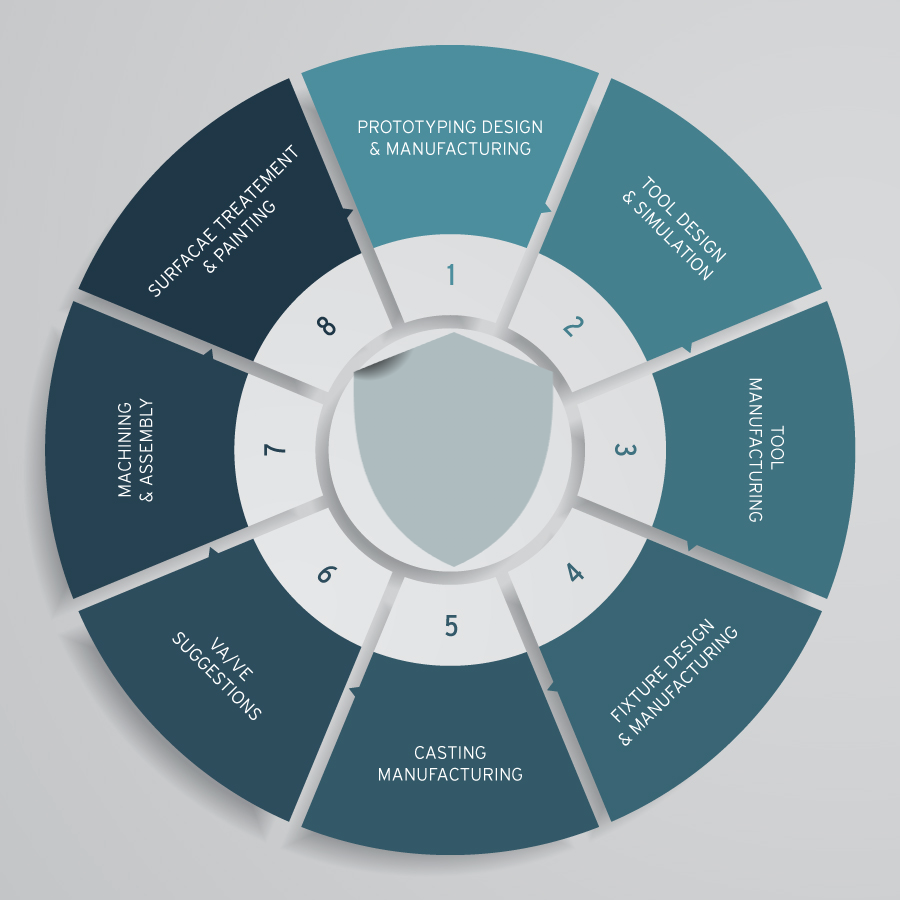 PROTOTYPING DESIGN
& MANUFACTURING
1
TOOL DESIGN
& SIMULATION
2
TOOL
MANUFACTURING
3
FIXTURE DESIGN
& MANUFACTURING
4
CASTING
MANUFACTURING
5
VA/VE
SUGGESTIONS
6
MACHINING
& ASSEMBLY
7
SURFACAE TREATEMENT
& PAINTING
8